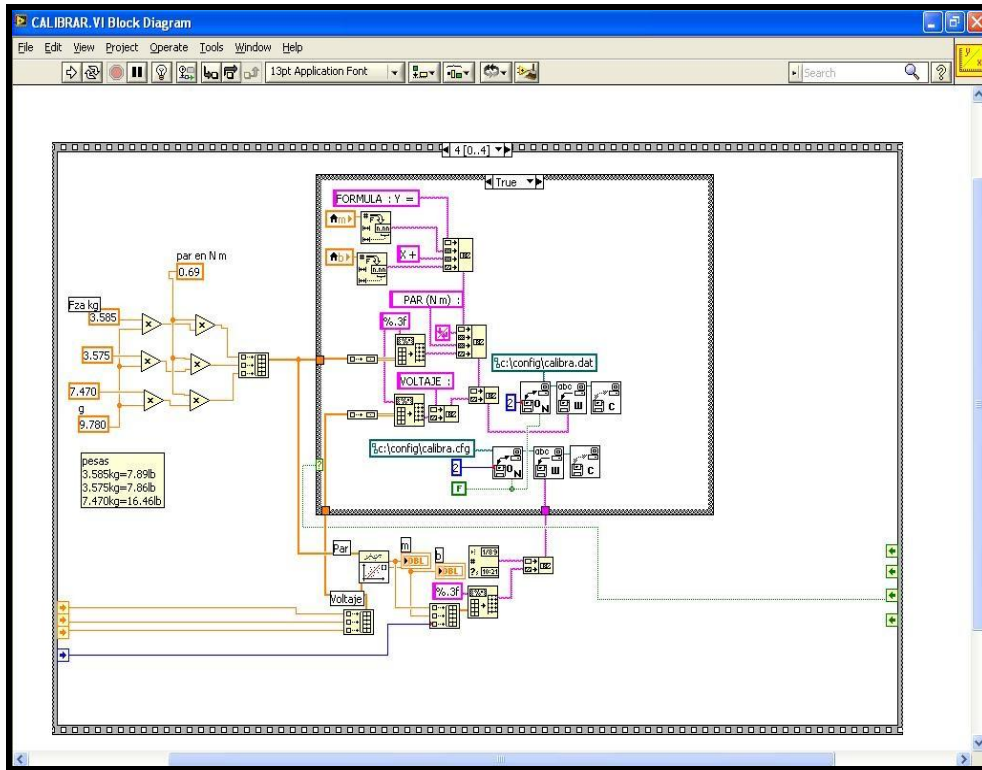 CALIBRAR.VI Block Diagram
File Edit View Project Operate Tools Window Help
13pt Application Font
Search
4 [0..4]
True
FORMULA : Y =
m
b
X +
par en N m
0.69
Fza kg
3.585
3.575
7.470
g
9.780
PAR (N m) :
%.3f
VOLTAJE :
c:\config\calibra.dat
2
c:\config\calibra.cfg
2
F
pesas
3.585kg=7.89lb
3.575kg=7.86lb
7.470kg=16.46lb
Par
m
DBL
b
DBL
%.3f
Voltaje